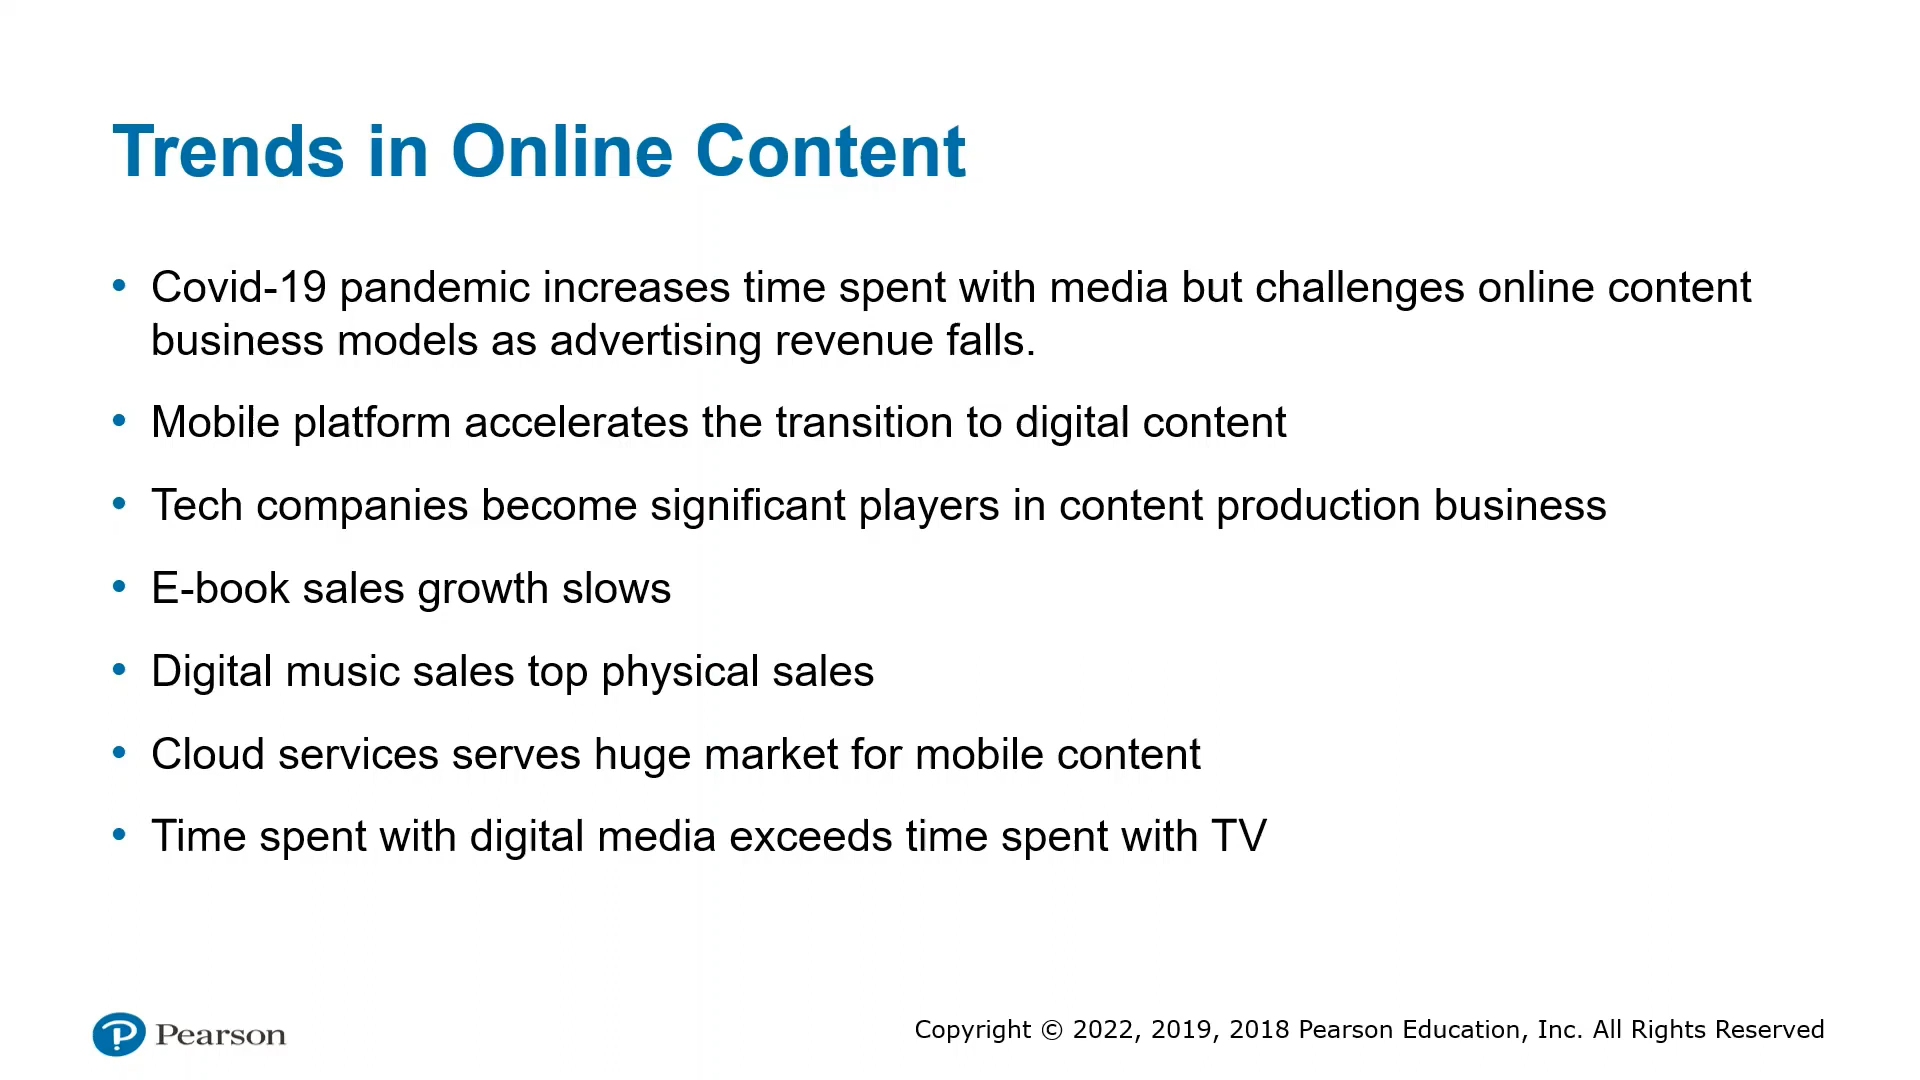 Trends in Online Content
• Covid-19 pandemic increases time spent with media but challenges online content
business models as advertising revenue falls.
• Mobile platform accelerates the transition to digital content
• Tech companies become significant players in content production business
• E-book sales growth slows
• Digital music sales top physical sales
• Cloud services serves huge market for mobile content
• Time spent with digital media exceeds time spent with TV
P Pearson
Copyright © 2022, 2019, 2018 Pearson Education, Inc. All Rights Reserved